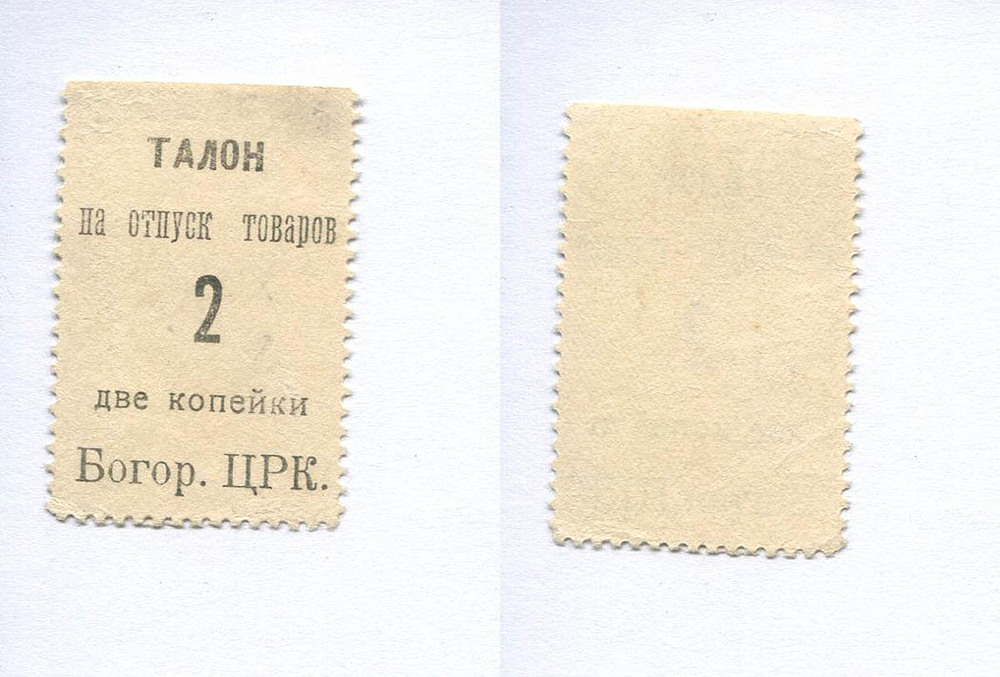 ТАЛОН
на отпуск товаров
2
две копейки
Богор. ЦРК.